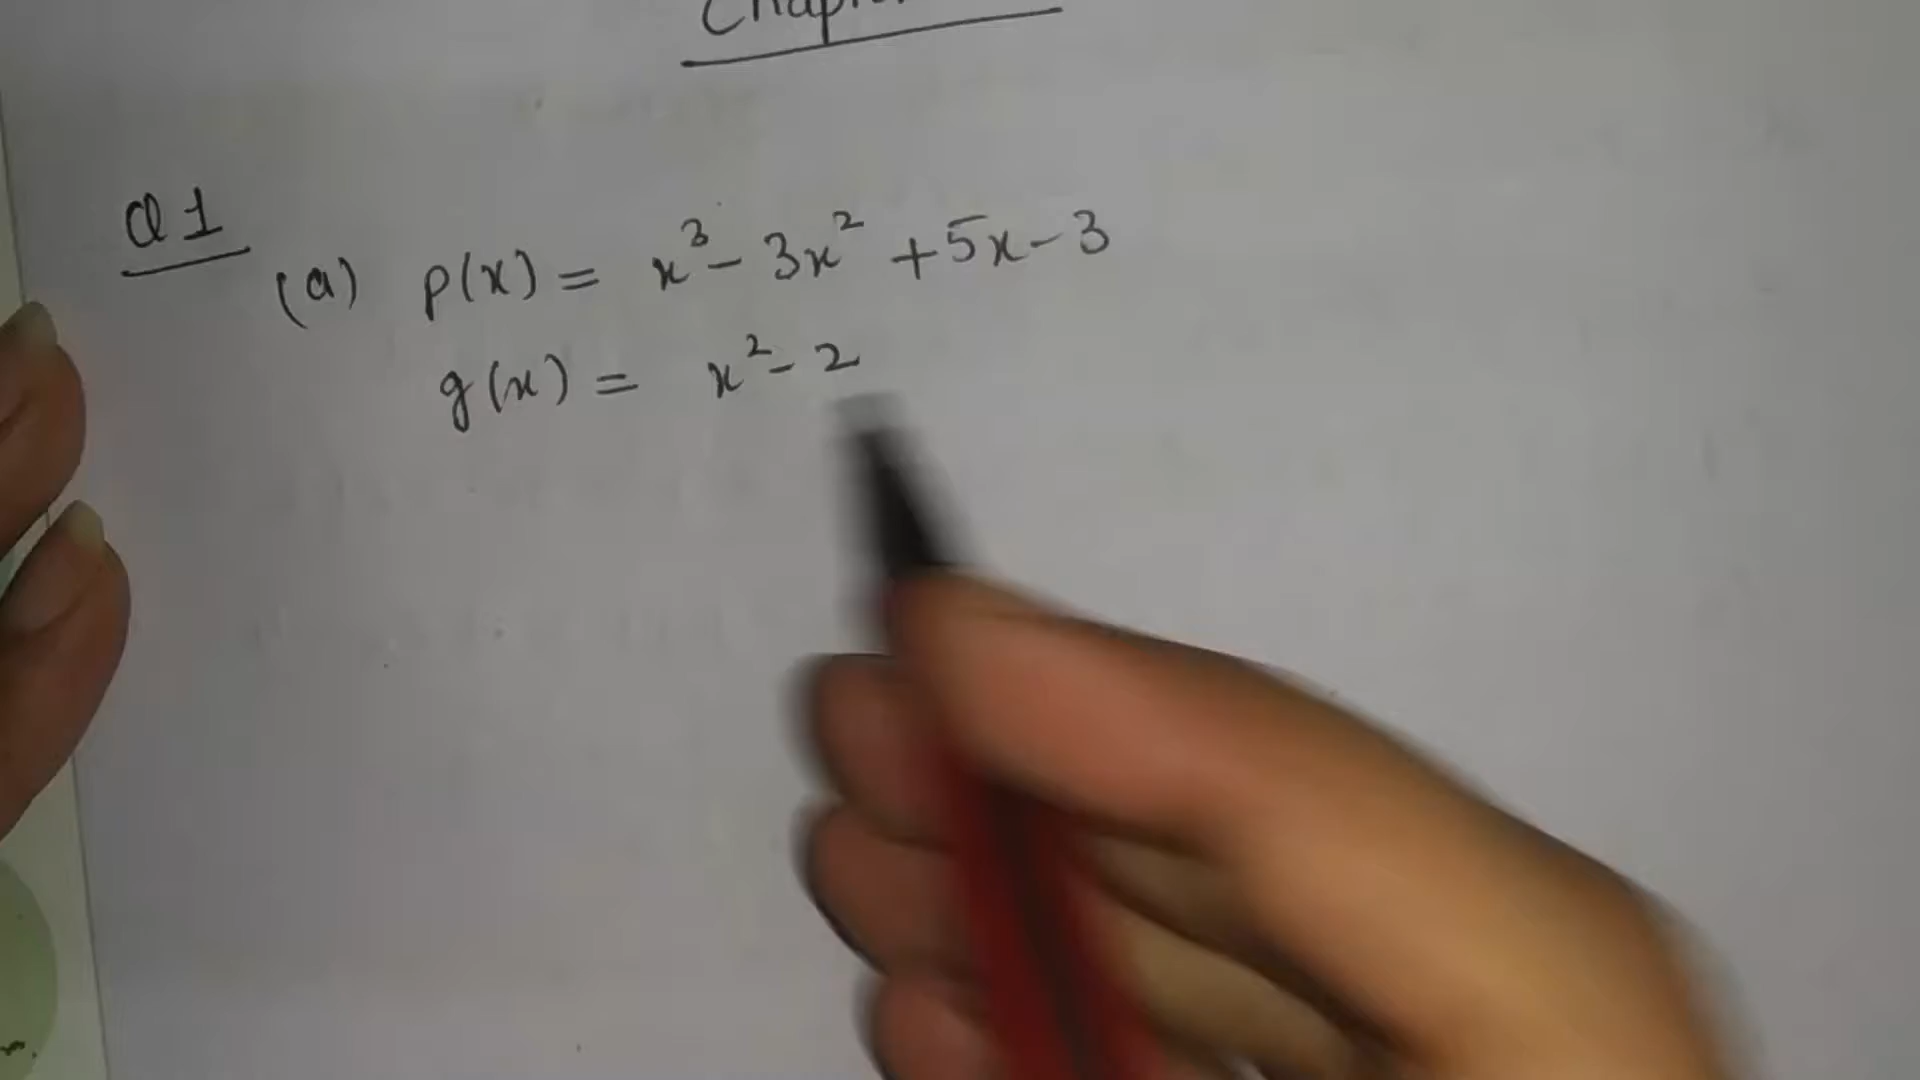 Q1
(a) p(x) = x³ - 3x² + 5x - 3
g(x) = x² - 2